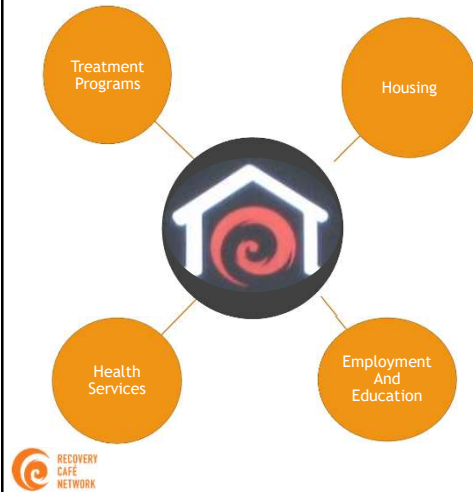 Treatment
Programs
Housing
Health
Services
Employment
And
Education
RECOVERY
CAFÉ
NETWORK